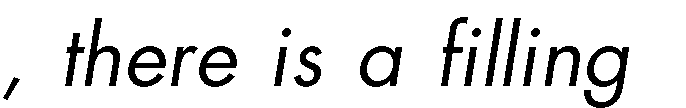 , there is a filling